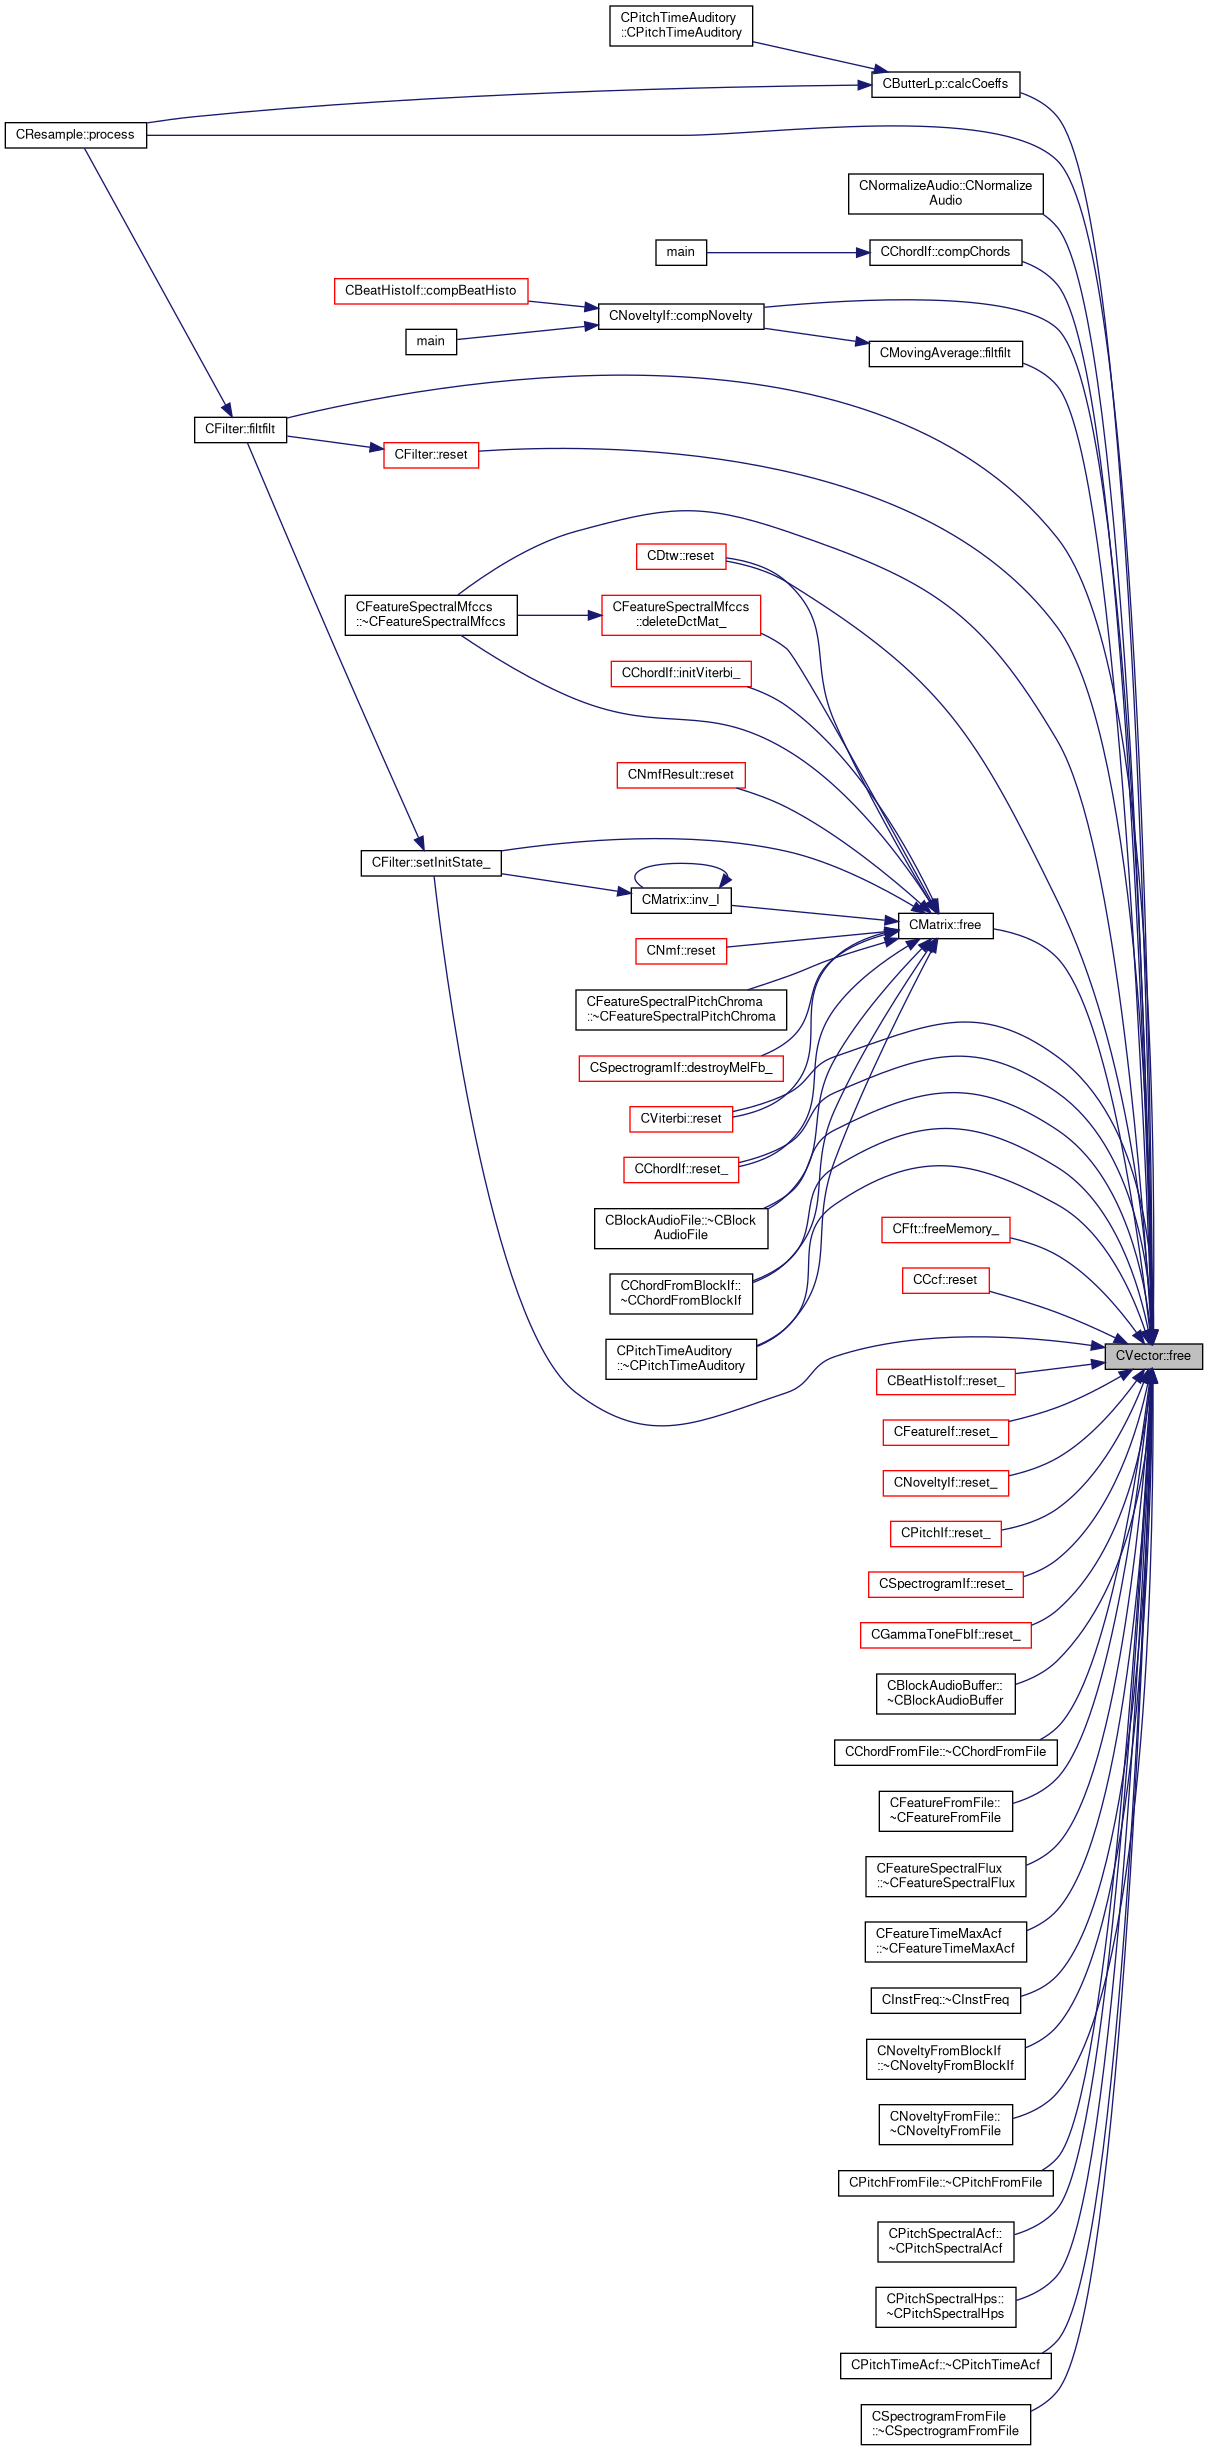 CPitchTimeAuditory
::CPitchTimeAuditory
CButterLp::calcCoeffs
CResample::process
CNormalizeAudio::CNormalize
Audio
main
CChordIf::compChords
CBeatHistoIf::compBeatHisto
CNoveltyIf::compNovelty
main
CMovingAverage::filtfilt
CFilter::filtfilt
CFilter::reset
CDtw::reset
CFeatureSpectralMfccs
::~CFeatureSpectralMfccs
CFeatureSpectralMfccs
::deleteDctMat_
CChordIf::initViterbi_
CNmfResult::reset
CFilter::setInitState_
CMatrix::inv_I
CMatrix::free
CNmf::reset
CFeatureSpectralPitchChroma
::~CFeatureSpectralPitchChroma
CSpectrogramIf::destroyMelFb_
CViterbi::reset
CChordIf::reset_
CBlockAudioFile::~CBlock
AudioFile
CFft::freeMemory_
CCcf::reset
CChordFromBlockIf::
~CChordFromBlockIf
CPitchTimeAuditory
::~CPitchTimeAuditory
CVector::free
CBeatHistoIf::reset_
CFeatureIf::reset_
CNoveltyIf::reset_
CPitchIf::reset_
CSpectrogramIf::reset_
CGammaToneFbIf::reset_
CBlockAudioBuffer::
~CBlockAudioBuffer
CChordFromFile::~CChordFromFile
CFeatureFromFile::
~CFeatureFromFile
CFeatureSpectralFlux
::~CFeatureSpectralFlux
CFeatureTimeMaxAcf
::~CFeatureTimeMaxAcf
CInstFreq::~CInstFreq
CNoveltyFromBlockIf
::~CNoveltyFromBlockIf
CNoveltyFromFile::
~CNoveltyFromFile
CPitchFromFile::~CPitchFromFile
CPitchSpectralAcf::
~CPitchSpectralAcf
CPitchSpectralHps::
~CPitchSpectralHps
CPitchTimeAcf::~CPitchTimeAcf
CSpectrogramFromFile
::~CSpectrogramFromFile